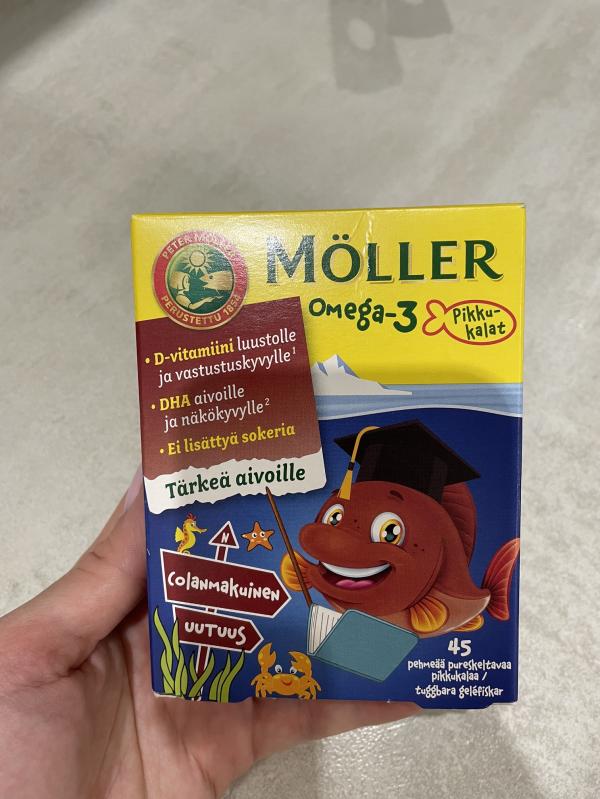 PETER MÖLLER
PERUSTETTU 1854
MÖLLER
Omega-3
Pikku-
kalat
• D-vitamiini luustolle
ja vastustuskyvylle¹
• DHA aivoille
ja näkökyvylle²
• Ei lisättyä sokeria
Tärkeä aivoille
N
Colanmakuinen
UUTUUS
45
pehmeää pureskeltavaa
pikkukalaa /
tuggbara geléfiskar